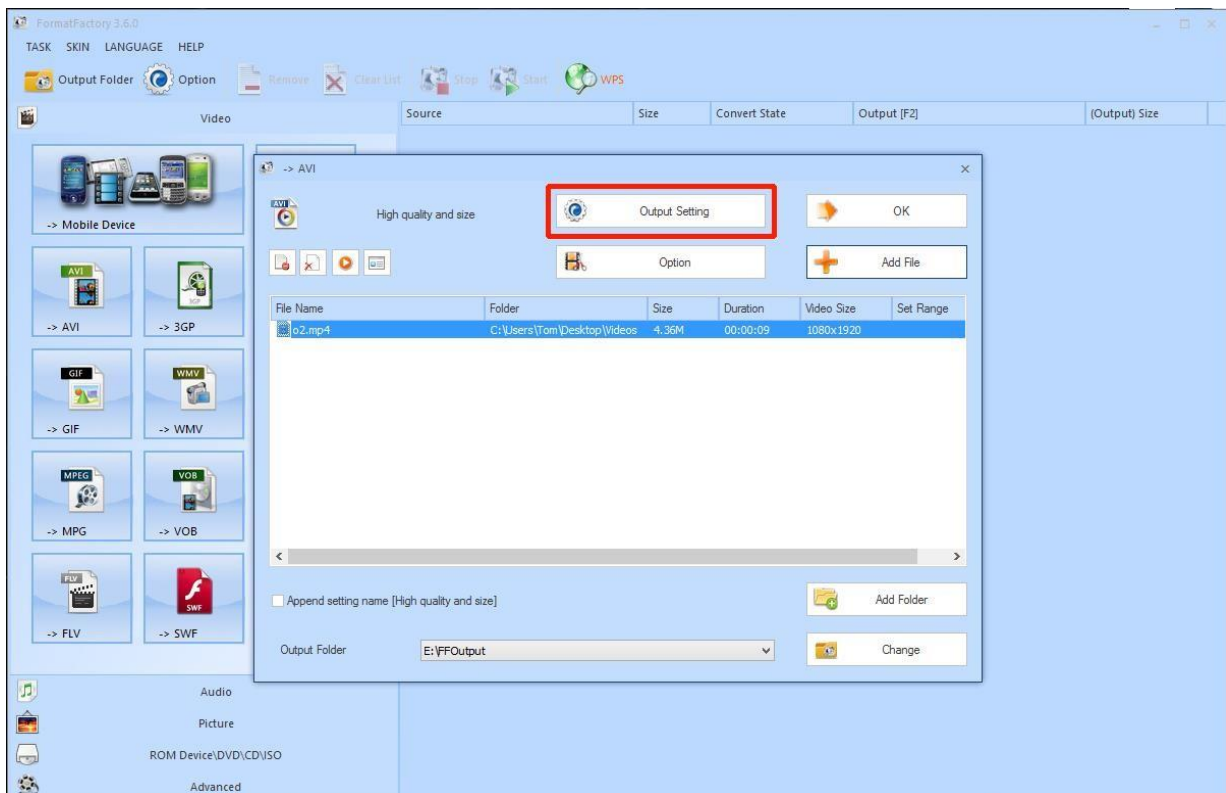 FormatFactory 3.6.0
TASK SKIN LANGUAGE HELP
Output Folder Option Remove Clear List Stop Start WPS
Video
Source Size Convert State Output [F2] (Output) Size
-> Mobile Device
AVI
-> AVI
3GP
-> 3GP
GIF
-> GIF
WMV
-> WMV
MPEG
-> MPG
VOB
-> VOB
FLV
-> FLV
SWF
-> SWF
Audio
Picture
ROM Device\DVD\CD\ISO
Advanced
-> AVI
AVI
High quality and size
Output Setting
OK
Option
Add File
File Name Folder Size Duration Video Size Set Range
o2.mp4 C:\Users\Tom\Desktop\Videos 4.36M 00:00:09 1080x1920
Append setting name [High quality and size]
Add Folder
Output Folder E:\FFOutput
Change